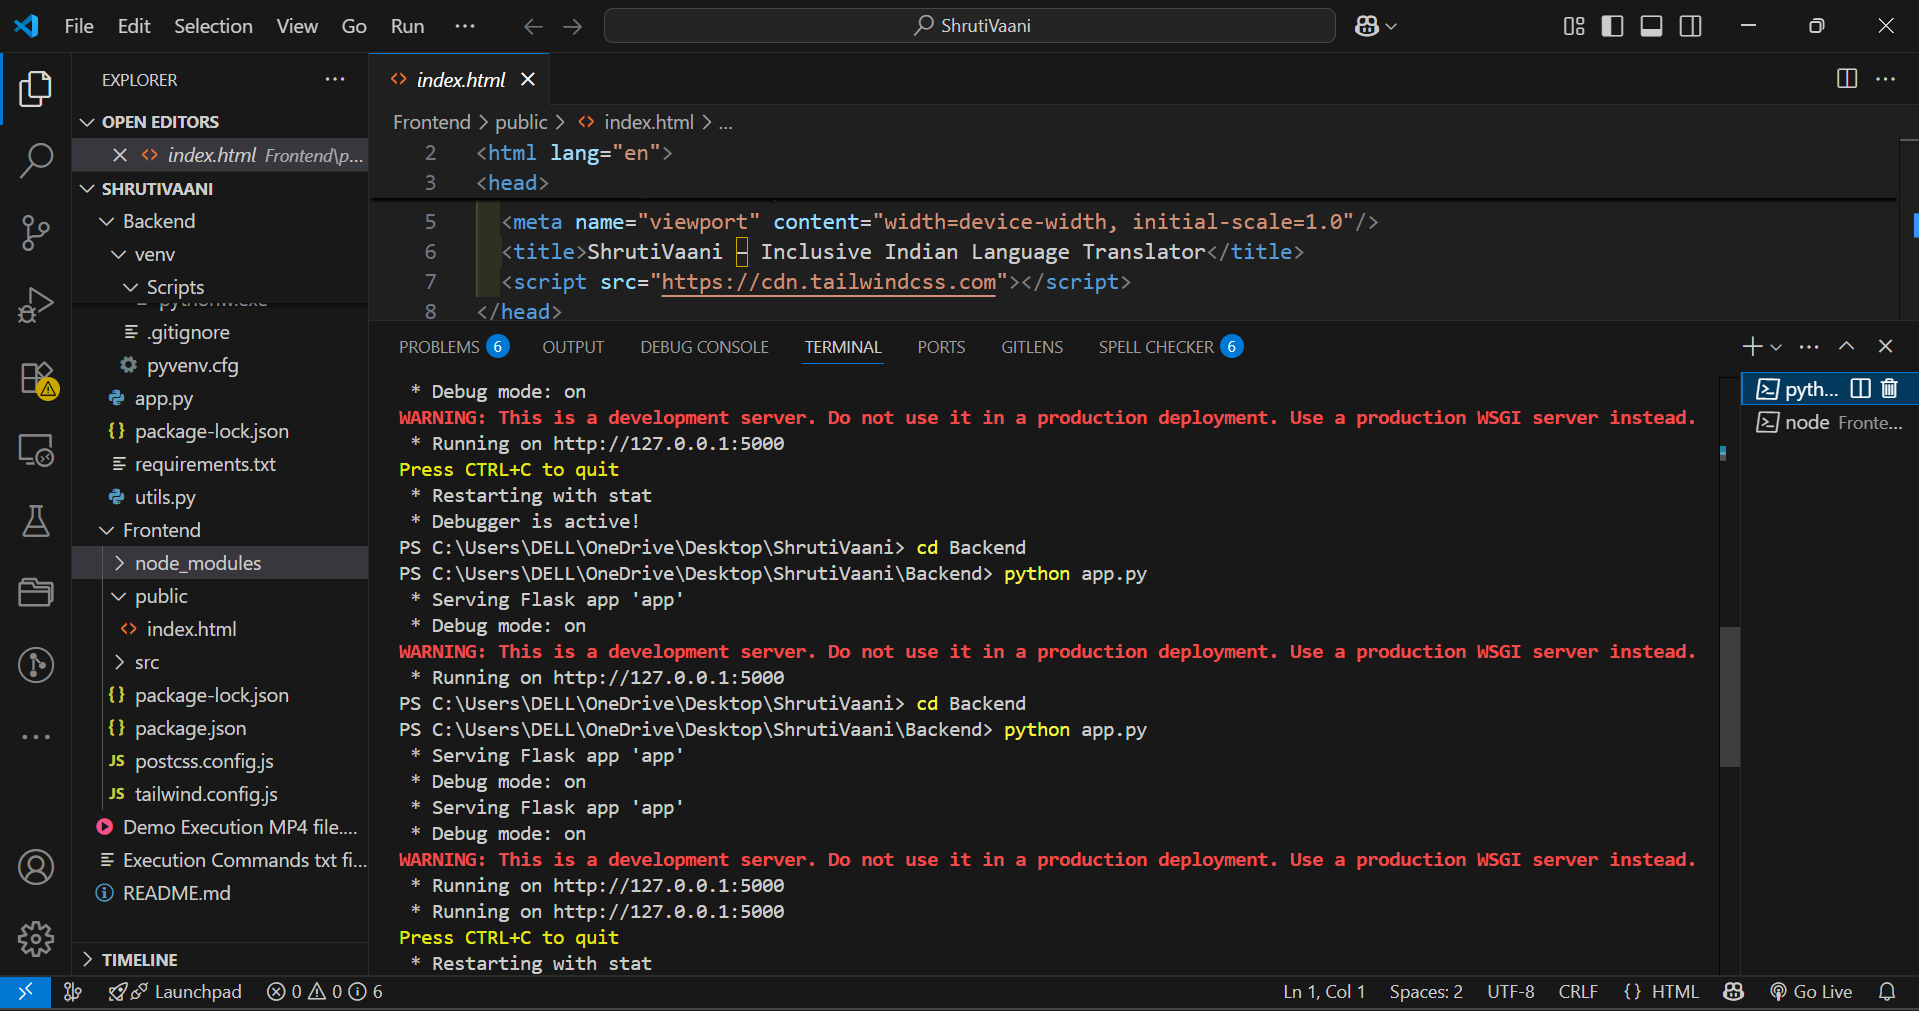 File Edit Selection View Go Run ··· ShrutiVaani
EXPLORER ···
OPEN EDITORS
index.html Frontend\p...
SHRUTIVAANI
Backend
venv
Scripts
pythonw.exe
.gitignore
pyvenv.cfg
app.py
package-lock.json
requirements.txt
utils.py
Frontend
node_modules
public
index.html
src
package-lock.json
package.json
postcss.config.js
tailwind.config.js
Demo Execution MP4 file....
Execution Commands txt fi...
README.md
TIMELINE
index.html
Frontend > public > index.html > ...
2 <html lang="en">
3 <head>
5 <meta name="viewport" content="width=device-width, initial-scale=1.0"/>
6 <title>ShrutiVaani – Inclusive Indian Language Translator</title>
7 <script src="https://cdn.tailwindcss.com"></script>
8 </head>
PROBLEMS 6 OUTPUT DEBUG CONSOLE TERMINAL PORTS GITLENS SPELL CHECKER 6
* Debug mode: on
WARNING: This is a development server. Do not use it in a production deployment. Use a production WSGI server instead.
* Running on http://127.0.0.1:5000
Press CTRL+C to quit
* Restarting with stat
* Debugger is active!
PS C:\Users\DELL\OneDrive\Desktop\ShrutiVaani> cd Backend
PS C:\Users\DELL\OneDrive\Desktop\ShrutiVaani\Backend> python app.py
* Serving Flask app 'app'
* Debug mode: on
WARNING: This is a development server. Do not use it in a production deployment. Use a production WSGI server instead.
* Running on http://127.0.0.1:5000
PS C:\Users\DELL\OneDrive\Desktop\ShrutiVaani> cd Backend
PS C:\Users\DELL\OneDrive\Desktop\ShrutiVaani\Backend> python app.py
* Serving Flask app 'app'
* Debug mode: on
* Serving Flask app 'app'
* Debug mode: on
WARNING: This is a development server. Do not use it in a production deployment. Use a production WSGI server instead.
* Running on http://127.0.0.1:5000
* Running on http://127.0.0.1:5000
Press CTRL+C to quit
* Restarting with stat
pyth...
node Fronte...
Launchpad 0 0 6 Ln 1, Col 1 Spaces: 2 UTF-8 CRLF {} HTML Go Live